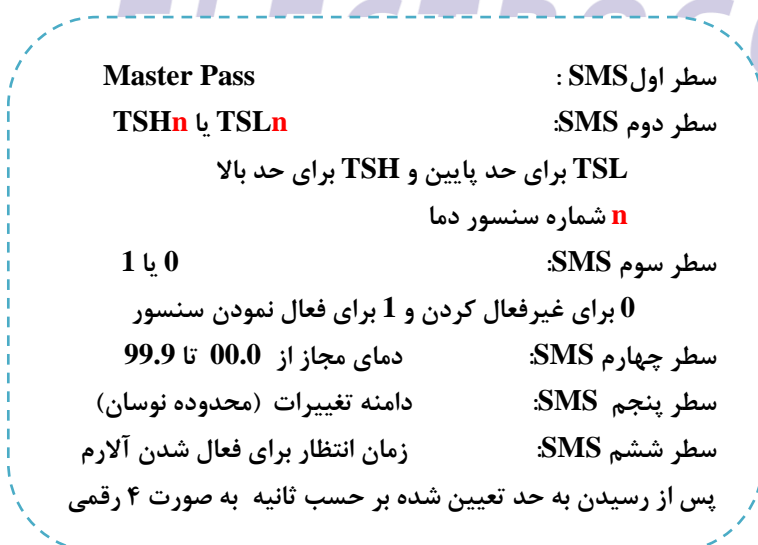 ELECTROC
سطر اول SMS : Master Pass
سطر دوم SMS: TSLn یا TSHn
TSL برای حد پایین و TSH برای حد بالا
n شماره سنسور دما
سطر سوم SMS: 0 یا 1
0 برای غیرفعال کردن و 1 برای فعال نمودن سنسور
سطر چهارم SMS: دمای مجاز از 00.0 تا 99.9
سطر پنجم SMS: دامنه تغییرات (محدوده نوسان)
سطر ششم SMS: زمان انتظار برای فعال شدن آلارم
پس از رسیدن به حد تعیین شده بر حسب ثانیه به صورت ۴ رقمی